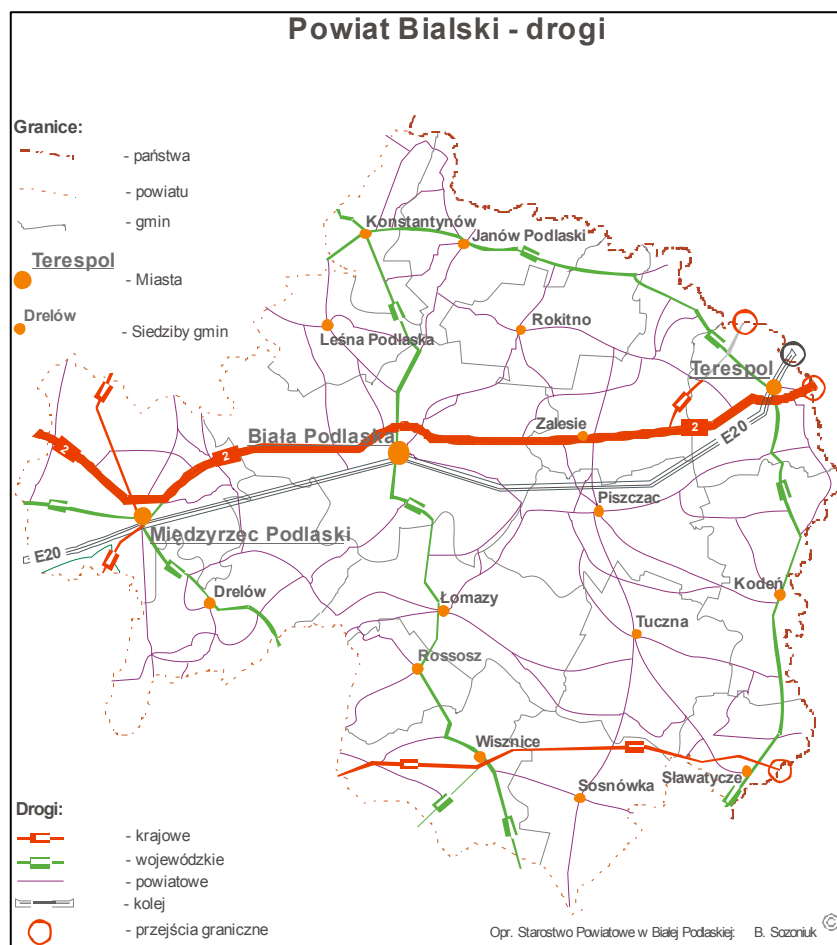 Powiat Bialski - drogi
Granice:
- państwa
- powiatu
- gmin
Terespol
- Miasta
Drelów
- Siedziby gmin
Konstantynów
Janów Podlaski
Rokitno
Leśna Podlaska
Terespol
Biała Podlaska
Zalesie
2
2
2
E20
Piszczac
Międzyrzec Podlaski
E20
Drelów
Łomazy
Kodeń
Tuczna
Rossosz
Wisznice
Sosnówka
Sławatycze
Drogi:
- krajowe
- wojewódzkie
- powiatowe
- kolej
- przejścia graniczne
Opr. Starostwo Powiatowe w Białej Podlaskiej: B. Sozoniuk ©